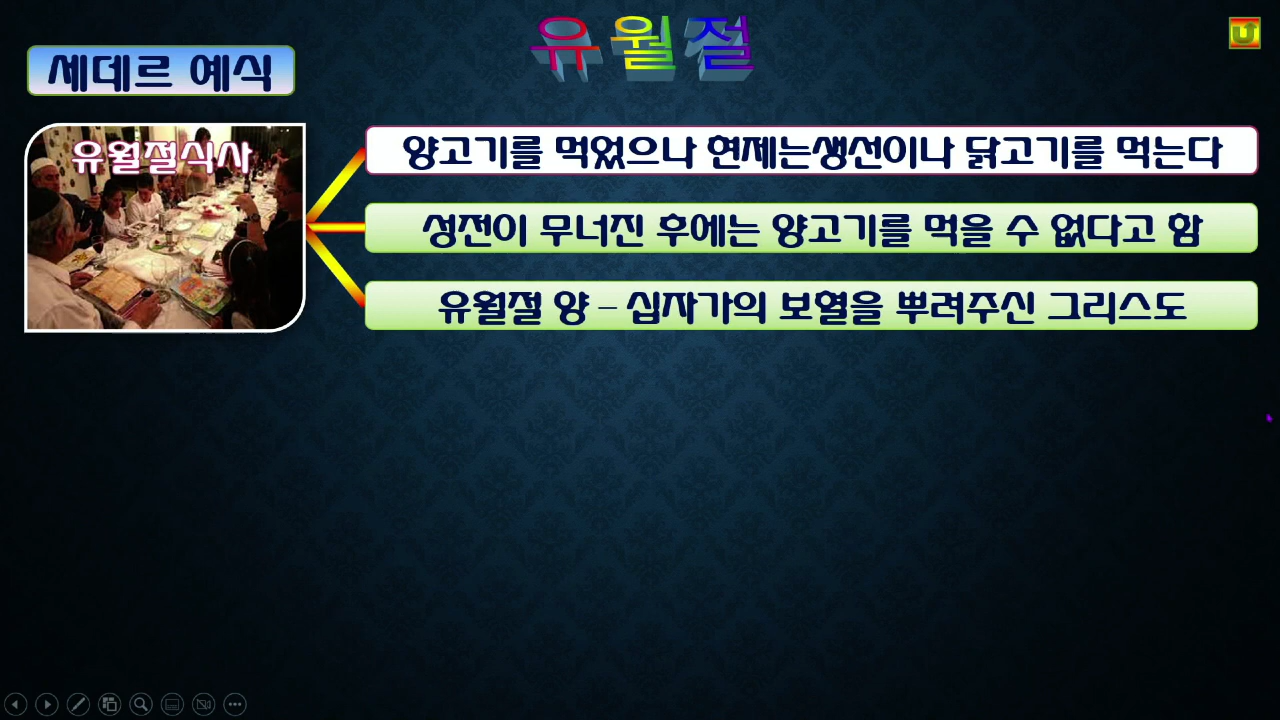 유월절
세데르 예식
유월절식사
양고기를 먹었으나 현제는생선이나 닭고기를 먹는다
성전이 무너진 후에는 양고기를 먹을 수 없다고 함
유월절 양 – 십자가의 보혈을 뿌려주신 그리스도